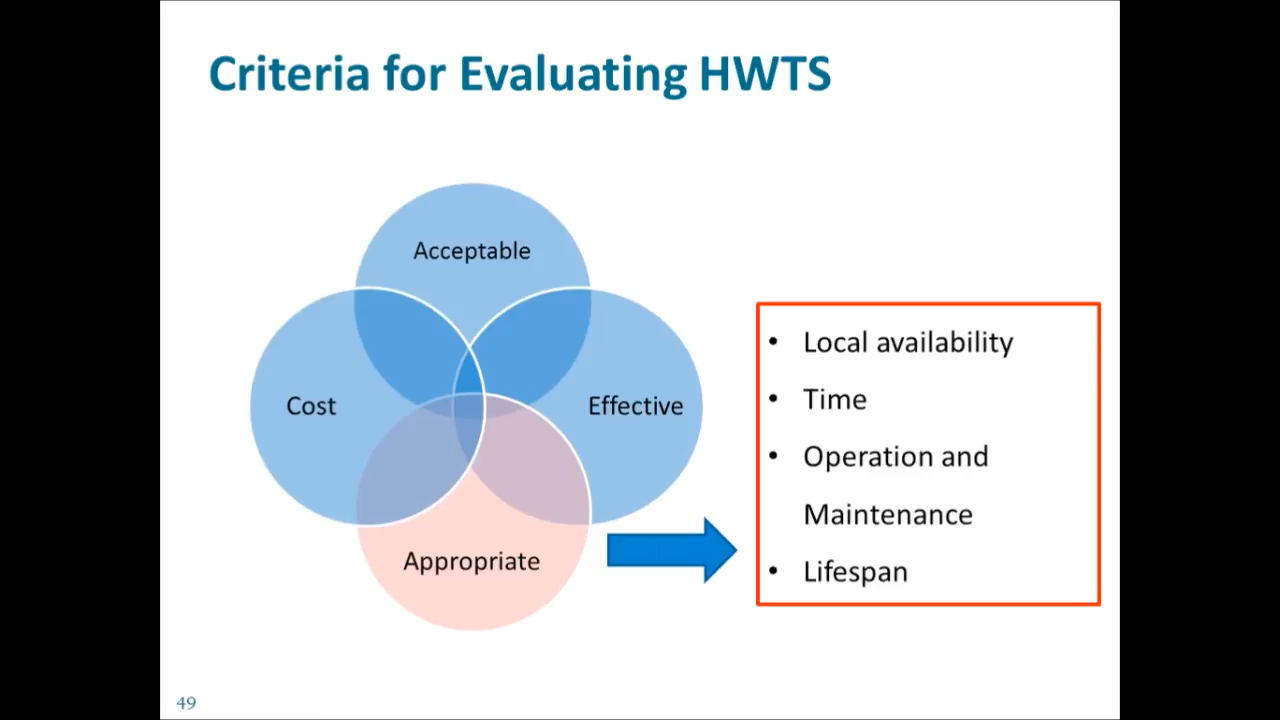 Criteria for Evaluating HWTS
Acceptable
Cost
Effective
Appropriate
• Local availability
• Time
• Operation and
Maintenance
• Lifespan
49